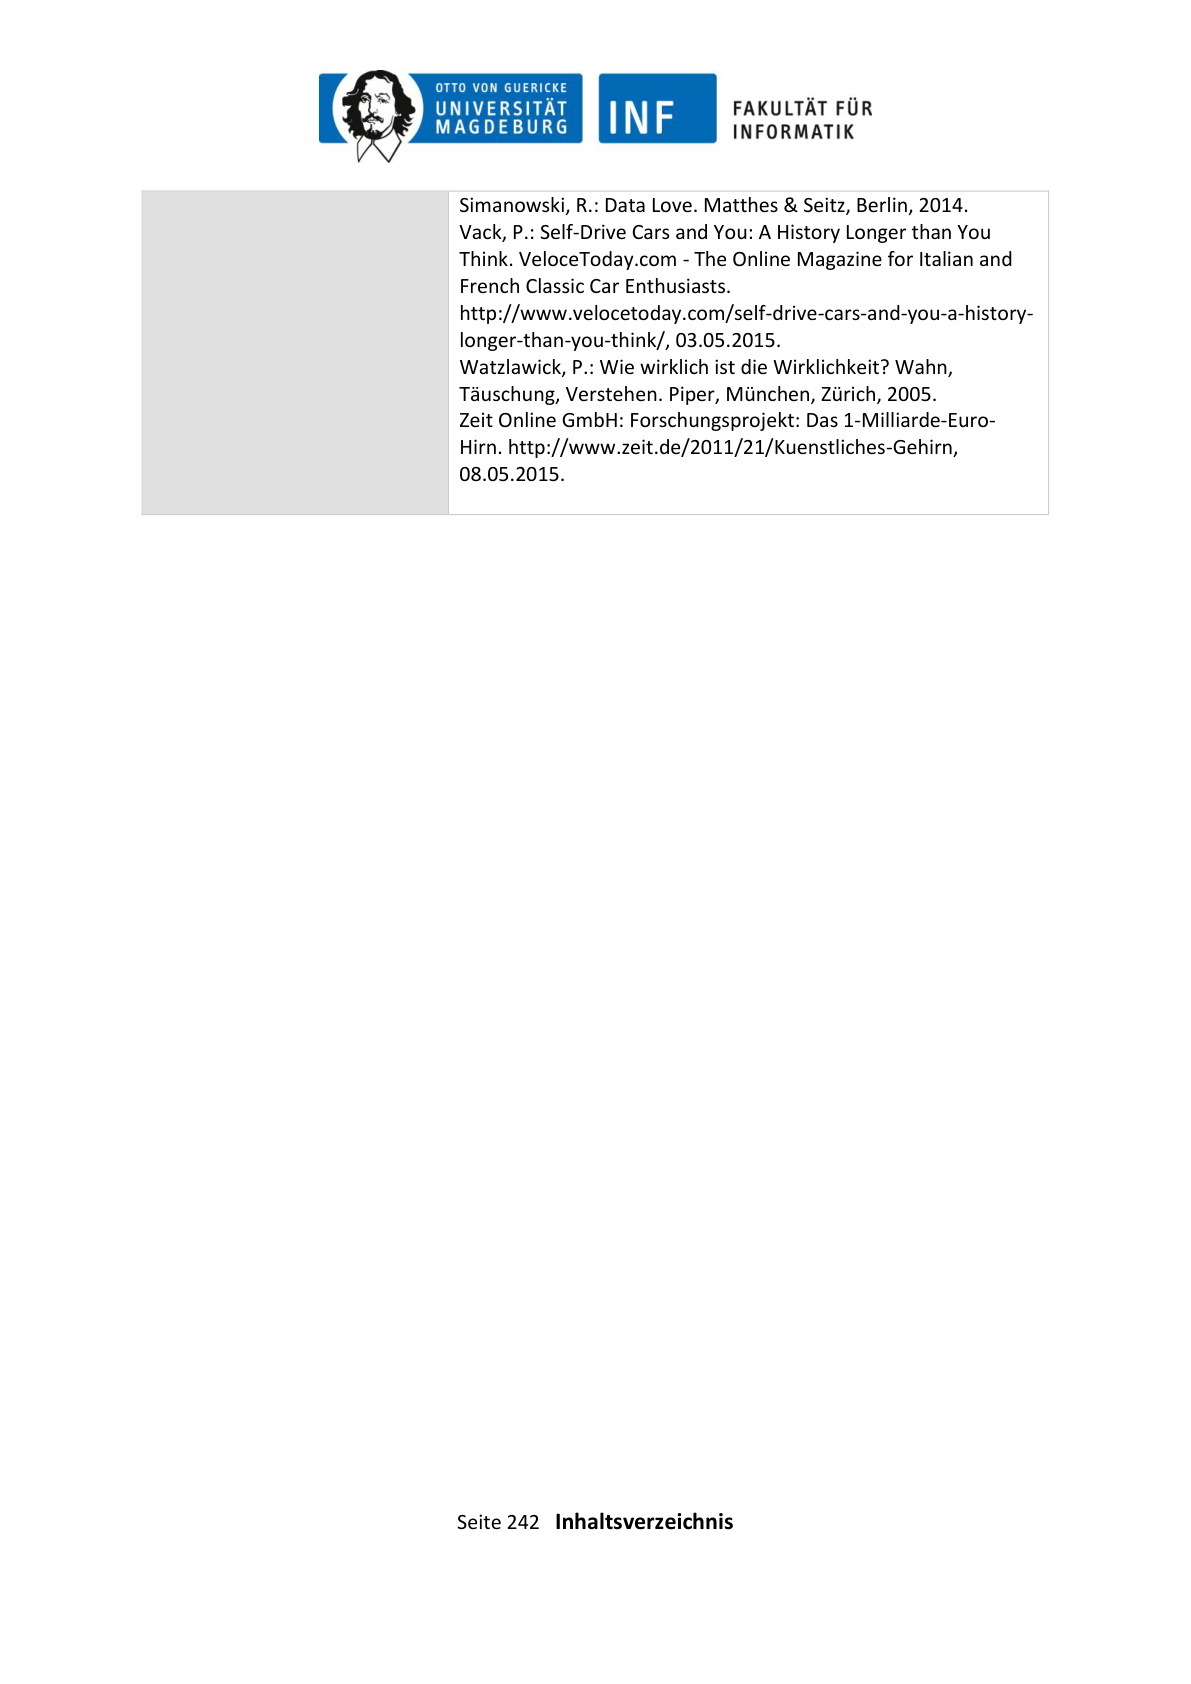 OTTO VON GUERICKE
UNIVERSITÄT
MAGDEBURG
INF
FAKULTÄT FÜR
INFORMATIK
Simanowski, R.: Data Love. Matthes & Seitz, Berlin, 2014.
Vack, P.: Self-Drive Cars and You: A History Longer than You
Think. VeloceToday.com - The Online Magazine for Italian and
French Classic Car Enthusiasts.
http://www.velocetoday.com/self-drive-cars-and-you-a-history-
longer-than-you-think/, 03.05.2015.
Watzlawick, P.: Wie wirklich ist die Wirklichkeit? Wahn,
Täuschung, Verstehen. Piper, München, Zürich, 2005.
Zeit Online GmbH: Forschungsprojekt: Das 1-Milliarde-Euro-
Hirn. http://www.zeit.de/2011/21/Kuenstliches-Gehirn,
08.05.2015.
Seite 242 Inhaltsverzeichnis